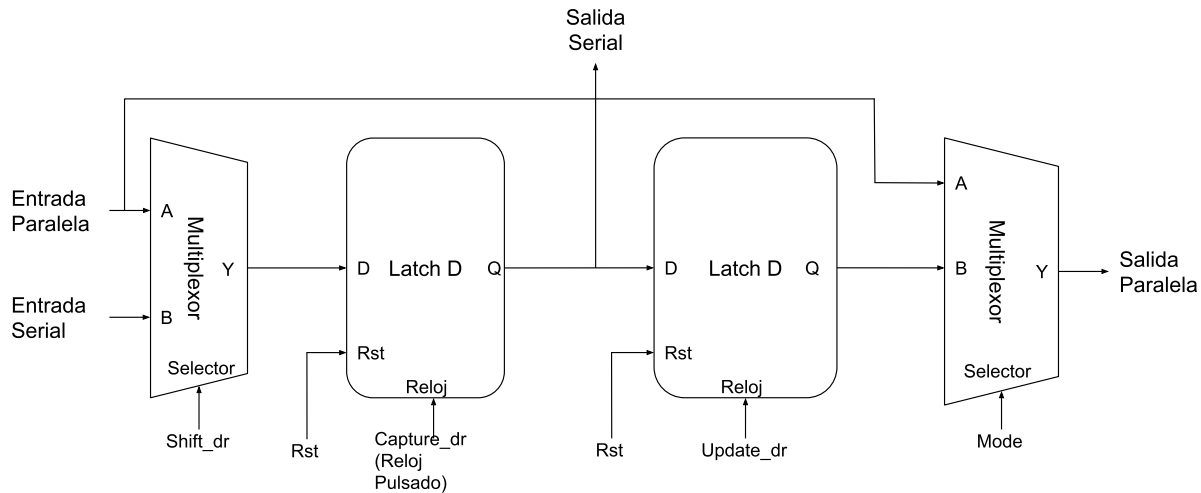 Salida
Serial
Entrada
Paralela
Entrada
Serial
A
B
Multiplexor
Y
Selector
Shift_dr
D
Latch D
Q
Rst
Reloj
Rst
Capture_dr
(Reloj
Pulsado)
D
Latch D
Q
Rst
Reloj
Rst
Update_dr
A
B
Multiplexor
Y
Selector
Mode
Salida
Paralela